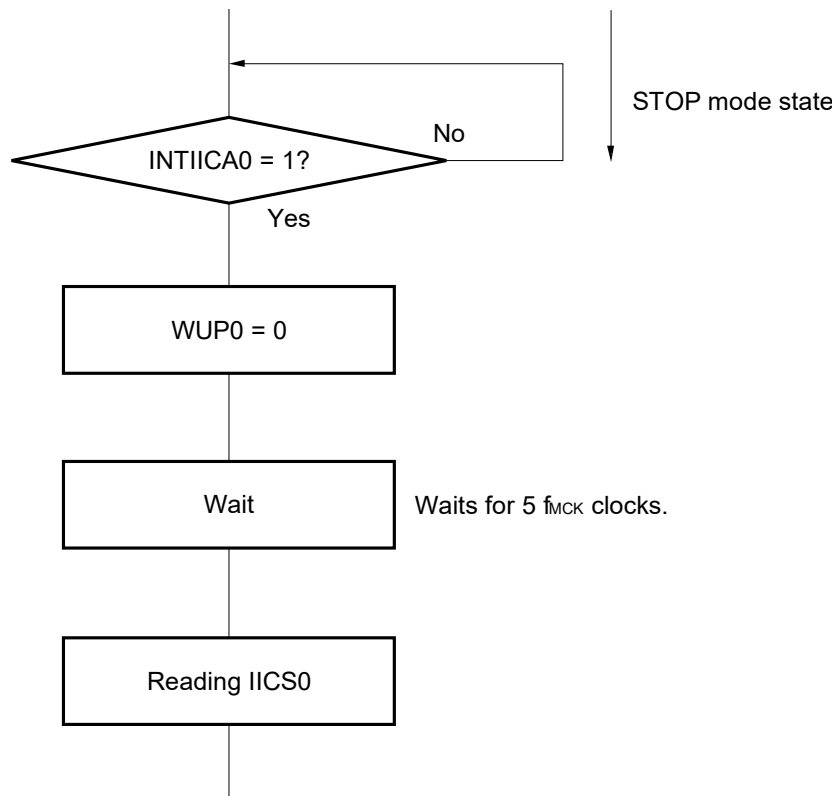 STOP mode state
No
INTIICA0 = 1?
Yes
WUP0 = 0
Wait
Waits for 5 fMCK clocks.
Reading IICS0